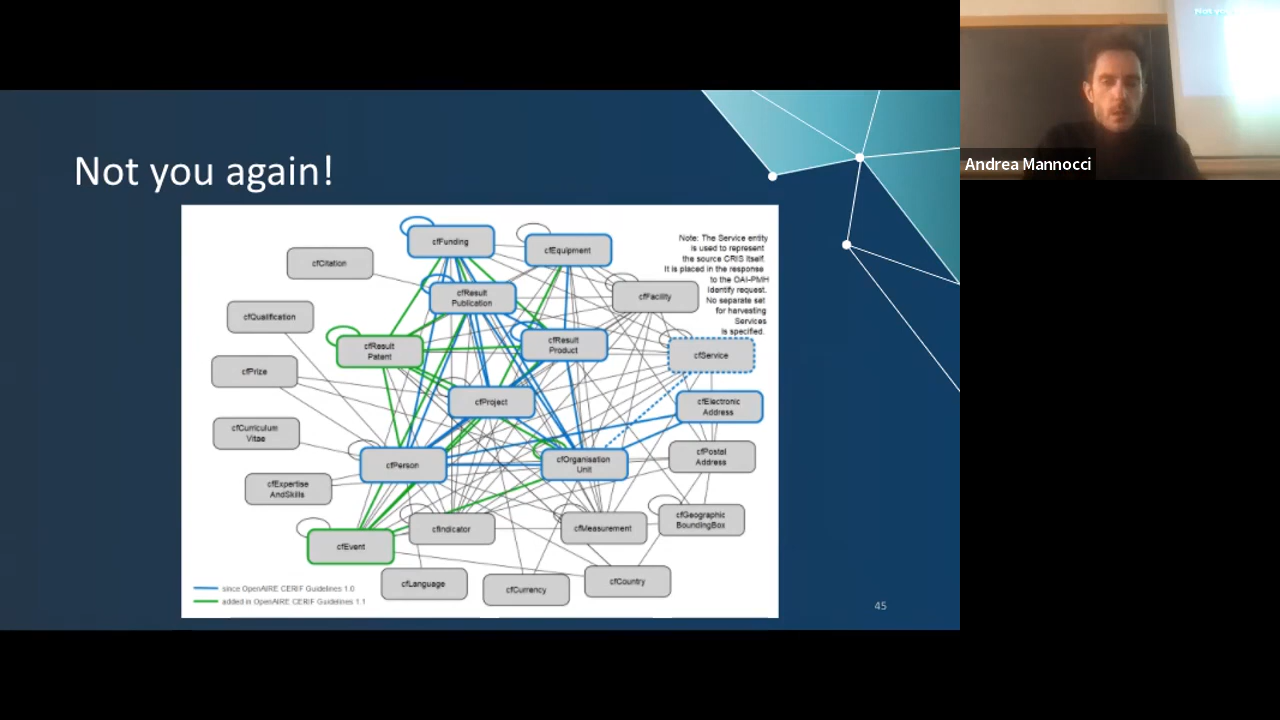 Not you again!
cfFunding
cfEquipment
Note: The Service entity
is used to represent
the source CRIS itself.
It is placed in the response
to the OAI-PMH
Identify request.
No separate set
for harvesting
Services
is specified.
cfCitation
cfResult
Publication
cfFacility
cfQualification
cfResult
Patent
cfResult
Product
cfService
cfPrize
cfProject
cfElectronic
Address
cfCurriculum
Vitae
cfPerson
cfOrganisation
Unit
cfPostal
Address
cfExpertise
AndSkills
cfIndicator
cfMeasurement
cfGeographic
BoundingBox
cfEvent
cfLanguage
cfCurrency
cfCountry
since OpenAIRE CERIF Guidelines 1.0
added in OpenAIRE CERIF Guidelines 1.1
45
Andrea Mannocci